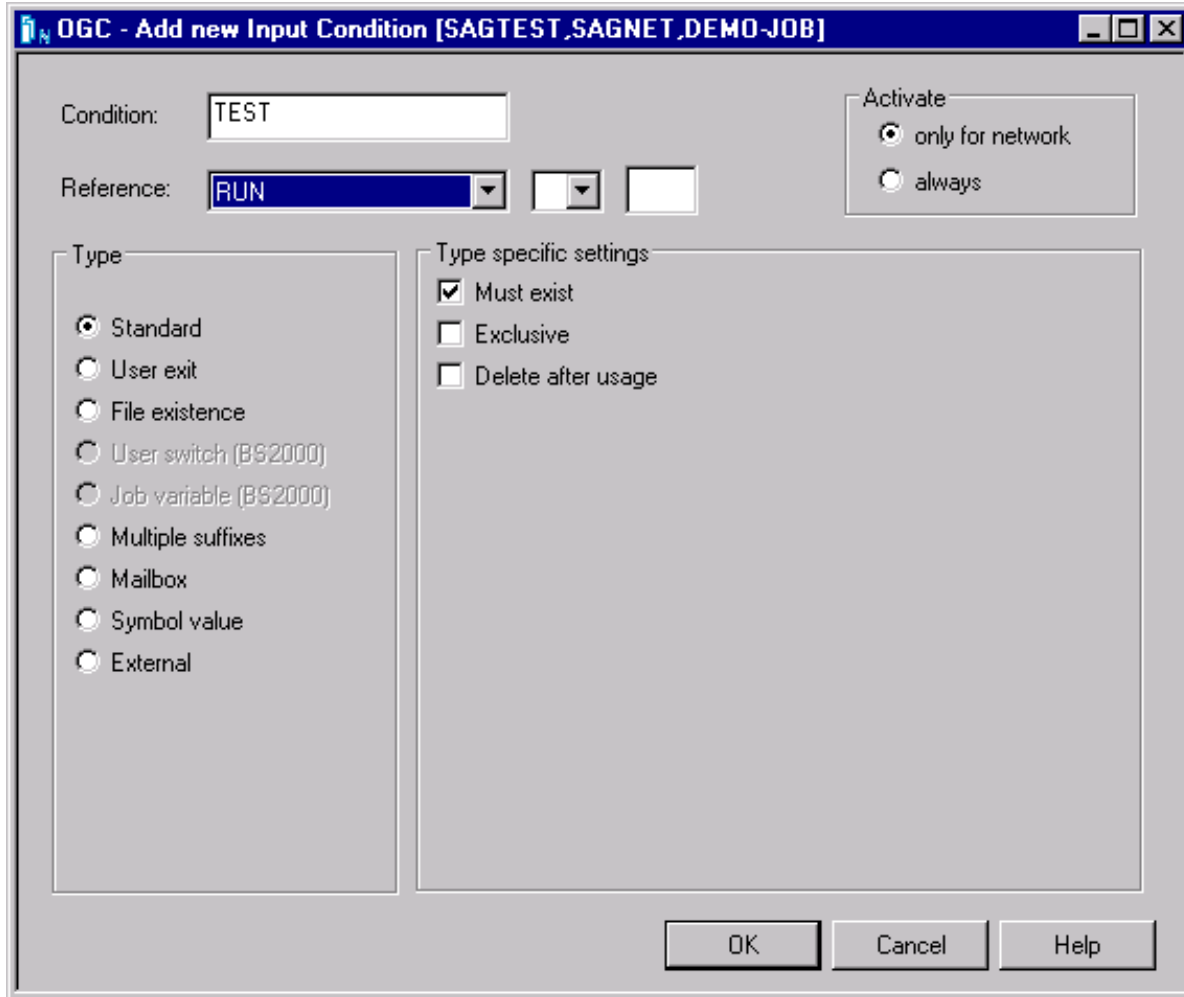 OGC - Add new Input Condition [SAGTEST,SAGNET,DEMO-JOB]
Condition: TEST
Activate
only for network
always
Reference: RUN
Type
Standard
User exit
File existence
User switch (BS2000)
Job variable (BS2000)
Multiple suffixes
Mailbox
Symbol value
External
Type specific settings
Must exist
Exclusive
Delete after usage
OK Cancel Help